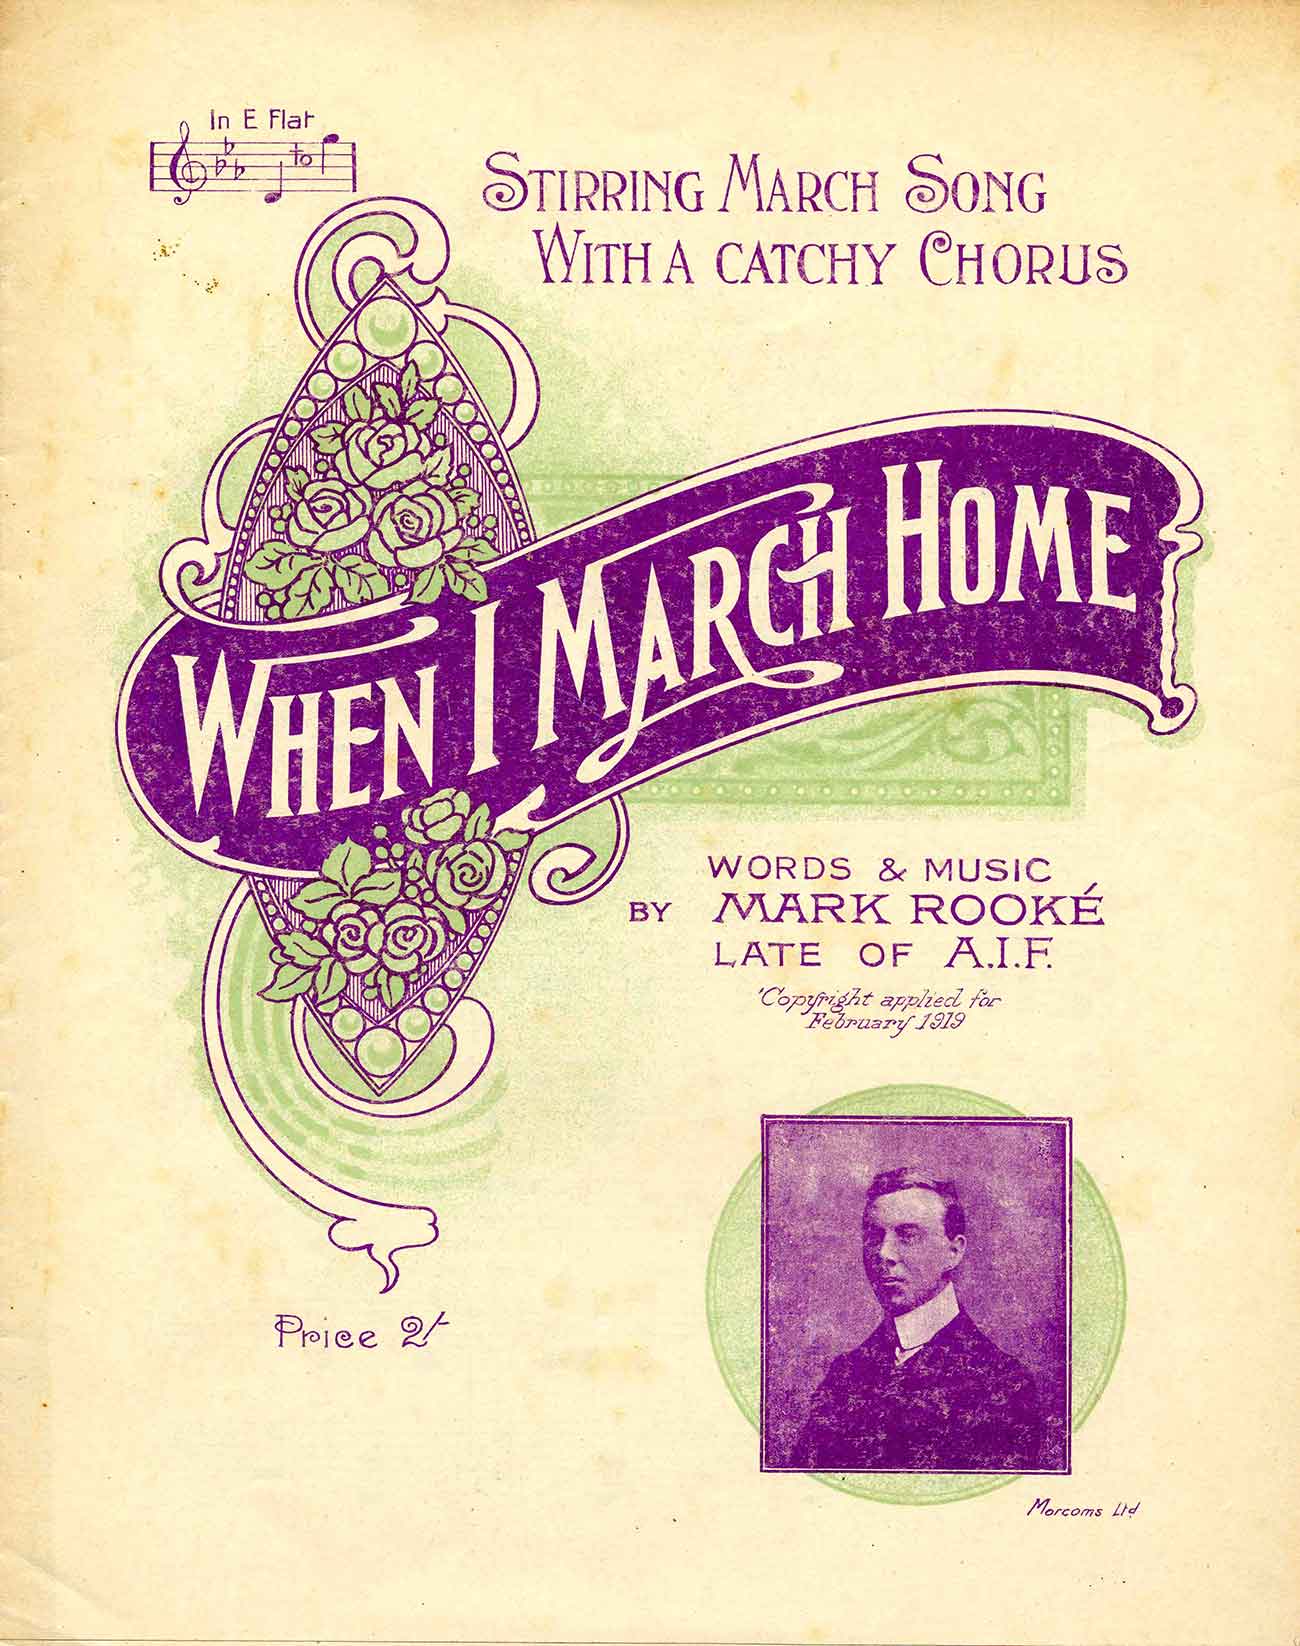 In E Flat
to
STIRRING MARCH SONG
WITH A CATCHY CHORUS
WHEN I MARCH HOME
WORDS & MUSIC
BY MARK ROOKÉ
LATE OF A.I.F.
'Copyright applied for
February 1919
Price 2/-
Morcoms Ltd.